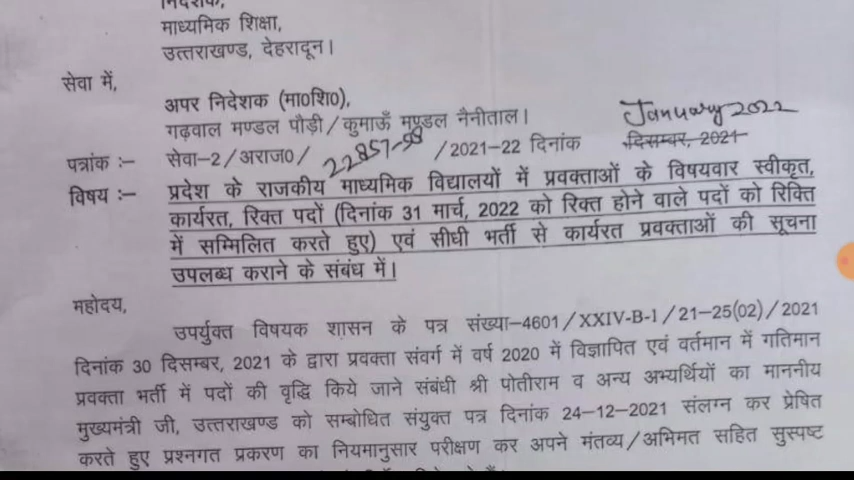 निदेशक,
माध्यमिक शिक्षा,
उत्तराखण्ड, देहरादून।
सेवा में,
अपर निदेशक (मा0शि0),
गढ़वाल मण्डल पौड़ी/कुमाऊँ मण्डल नैनीताल।
January 2022
पत्रांक :– सेवा–2/अराज0/ 22857-58 /2021–22 दिनांक दिसम्बर, 2021
विषय :– प्रदेश के राजकीय माध्यमिक विद्यालयों में प्रवक्ताओं के विषयवार स्वीकृत,
कार्यरत, रिक्त पदों (दिनांक 31 मार्च, 2022 को रिक्त होने वाले पदों को रिक्ति
में सम्मिलित करते हुए) एवं सीधी भर्ती से कार्यरत प्रवक्ताओं की सूचना
उपलब्ध कराने के संबंध में।
महोदय,
उपर्युक्त विषयक शासन के पत्र संख्या–4601/XXIV-B-1/21-25(02)/2021
दिनांक 30 दिसम्बर, 2021 के द्वारा प्रवक्ता संवर्ग में वर्ष 2020 में विज्ञापित एवं वर्तमान में गतिमान
प्रवक्ता भर्ती में पदों की वृद्धि किये जाने संबंधी श्री पोतीराम व अन्य अभ्यर्थियों का माननीय
मुख्यमंत्री जी, उत्तराखण्ड को सम्बोधित संयुक्त पत्र दिनांक 24–12–2021 संलग्न कर प्रेषित
करते हुए प्रश्नगत प्रकरण का नियमानुसार परीक्षण कर अपने मंतव्य/अभिमत सहित सुस्पष्ट